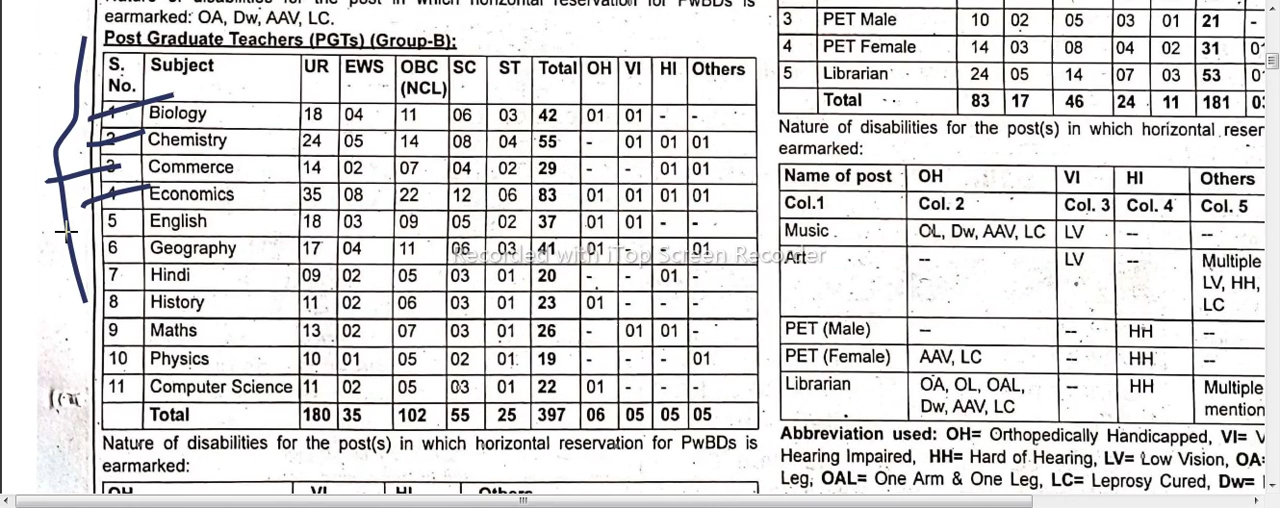 earmarked: OA, Dw, AAV, LC.
Post Graduate Teachers (PGTs) (Group-B):
S. No. Subject UR EWS OBC (NCL) SC ST Total OH VI HI Others
1 Biology 18 04 11 06 03 42 01 01 - -
2 Chemistry 24 05 14 08 04 55 - 01 01 01
3 Commerce 14 02 07 04 02 29 - - 01 01
4 Economics 35 08 22 12 06 83 01 01 01 01
5 English 18 03 09 05 02 37 01 01 - -
6 Geography 17 04 11 06 03 41 01 - - 01
7 Hindi 09 02 05 03 01 20 - - 01 -
8 History 11 02 06 03 01 23 01 - - -
9 Maths 13 02 07 03 01 26 - 01 01 -
10 Physics 10 01 05 02 01 19 - - - 01
11 Computer Science 11 02 05 03 01 22 01 - - -
Total 180 35 102 55 25 397 06 05 05 05
Nature of disabilities for the post(s) in which horizontal reservation for PwBDs is
earmarked:
3 PET Male 10 02 05 03 01 21 -
4 PET Female 14 03 08 04 02 31
5 Librarian 24 05 14 07 03 53
Total 83 17 46 24 11 181
Nature of disabilities for the post(s) in which horizontal reser
earmarked:
Name of post OH VI HI Others
Col.1 Col. 2 Col. 3 Col. 4 Col. 5
Music OL, Dw, AAV, LC LV -- --
Art -- LV -- Multiple
LV, HH,
LC
PET (Male) -- -- HH --
PET (Female) AAV, LC HH --
Librarian OA, OL, OAL, -- HH Multiple
Dw, AAV, LC mention
Abbreviation used: OH= Orthopedically Handicapped, VI= V
Hearing Impaired, HH= Hard of Hearing, LV= Low Vision, OA=
Leg, OAL= One Arm & One Leg, LC= Leprosy Cured, Dw=
Recorded with iTop Screen Recorder